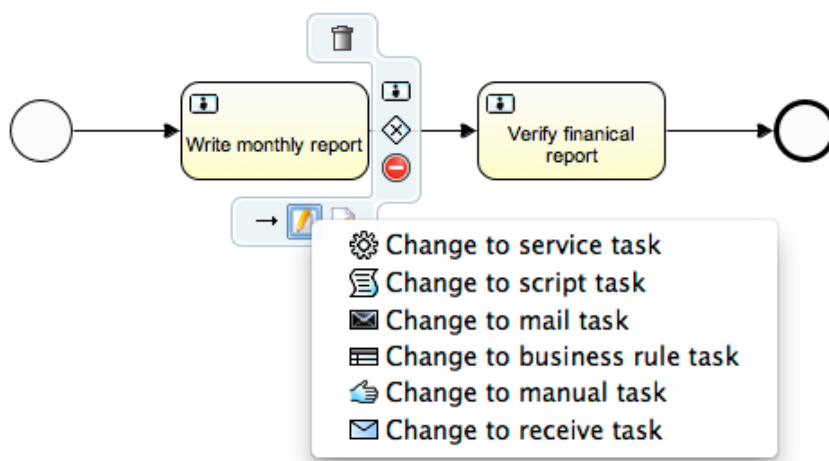 Write monthly report
Verify finanical
report
Change to service task
Change to script task
Change to mail task
Change to business rule task
Change to manual task
Change to receive task